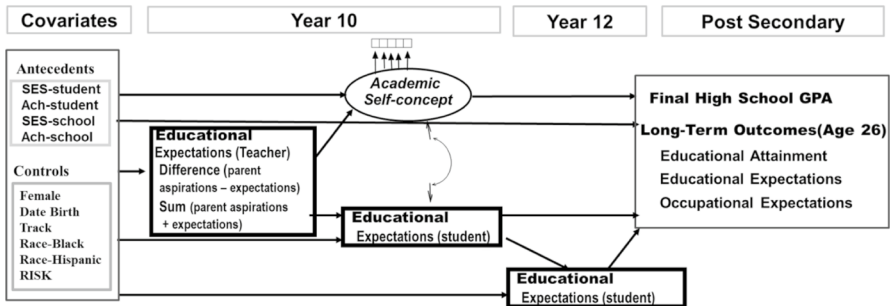 Covariates
Year 10
Year 12
Post Secondary
Antecedents
SES-student
Ach-student
SES-school
Ach-school
Controls
Female
Date Birth
Track
Race-Black
Race-Hispanic
RISK
Educational
Expectations (Teacher)
Difference (parent
aspirations – expectations)
Sum (parent aspirations
+ expectations)
Academic
Self-concept
Educational
Expectations (student)
Educational
Expectations (student)
Final High School GPA
Long-Term Outcomes(Age 26)
Educational Attainment
Educational Expectations
Occupational Expectations